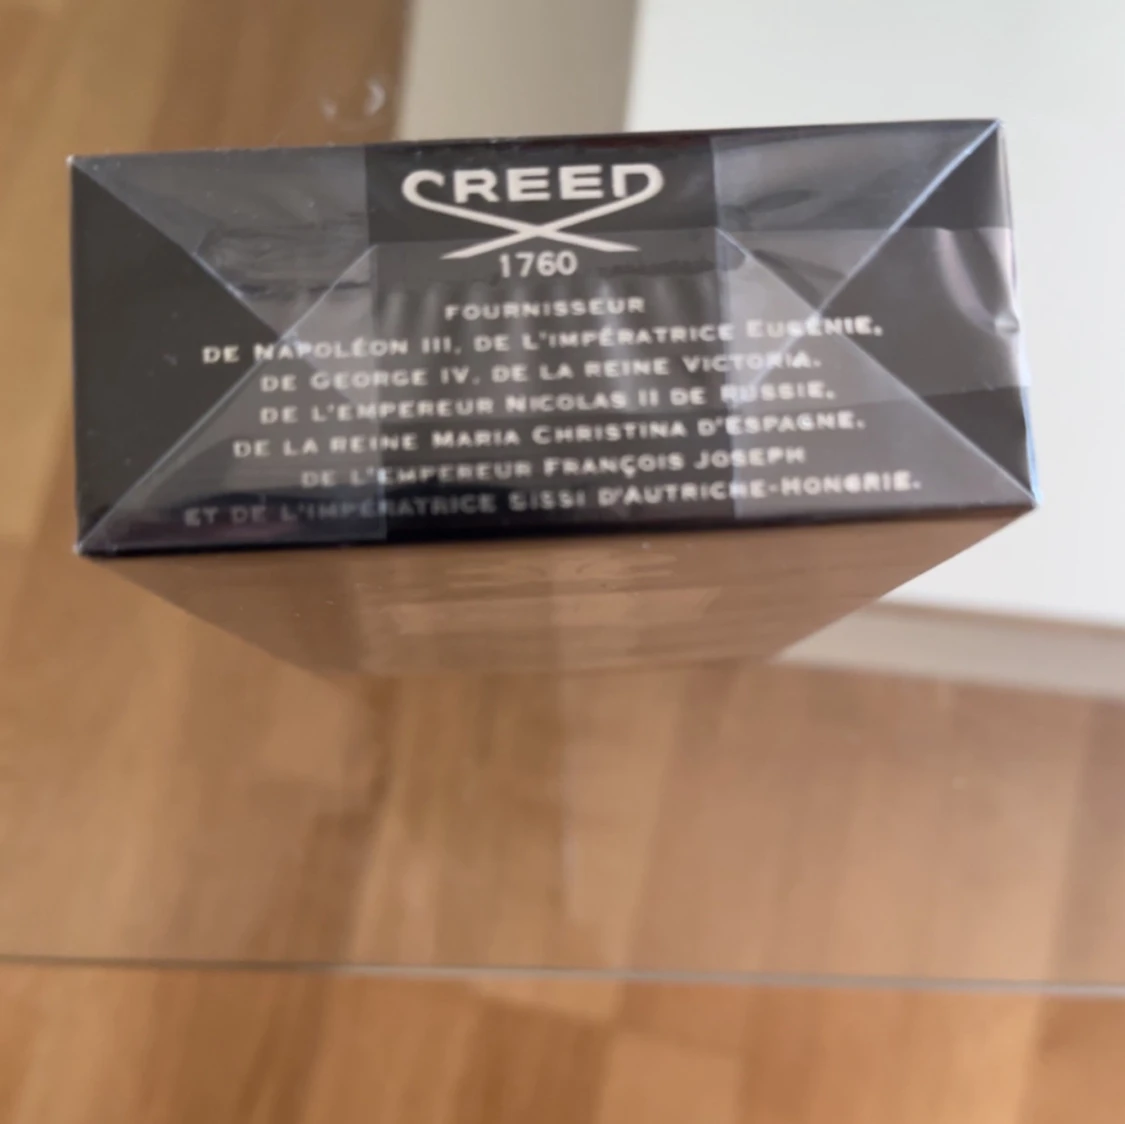 CREED
1760
FOURNISSEUR
DE NAPOLÉON III, DE L'IMPÉRATRICE EUGÉNIE,
DE GEORGE IV, DE LA REINE VICTORIA,
DE L'EMPEREUR NICOLAS II DE RUSSIE,
DE LA REINE MARIA CHRISTINA D'ESPAGNE,
DE L'EMPEREUR FRANÇOIS JOSEPH
ET DE L'IMPÉRATRICE SISSI D'AUTRICHE-HONGRIE.